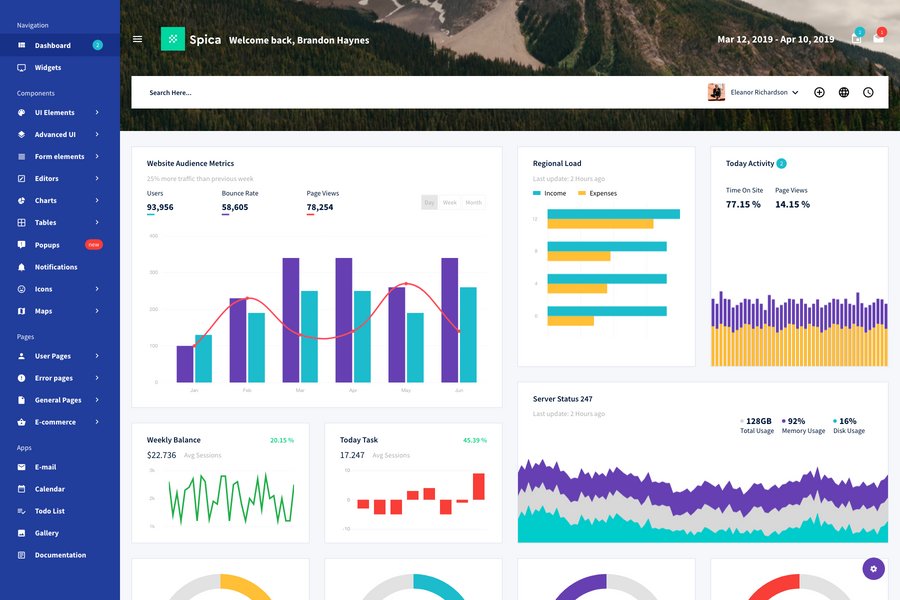 Navigation
Dashboard 2
Widgets
Components
UI Elements
Advanced UI
Form elements
Editors
Charts
Tables
Popups new
Notifications
Icons
Maps
Pages
User Pages
Error pages
General Pages
E-commerce
Apps
E-mail
Calendar
Todo List
Gallery
Documentation
Spica Welcome back, Brandon Haynes
Mar 12, 2019 - Apr 10, 2019
Search Here...
Eleanor Richardson
Website Audience Metrics
25% more traffic than previous week
Users Bounce Rate Page Views
93,956 58,605 78,254
Day Week Month
400
300
200
100
0
Jan Feb Mar Apr May Jun
Regional Load
Last update: 2 Hours ago
Income Expenses
12
8
4
0
Today Activity 2
Time On Site Page Views
77.15 % 14.15 %
Weekly Balance 20.15 %
$22.736 Avg Sessions
3k
2k
1k
Today Task 45.39 %
17.247 Avg Sessions
10
0
-10
Server Status 247
Last update: 2 Hours ago
128GB 92% 16%
Total Usage Memory Usage Disk Usage